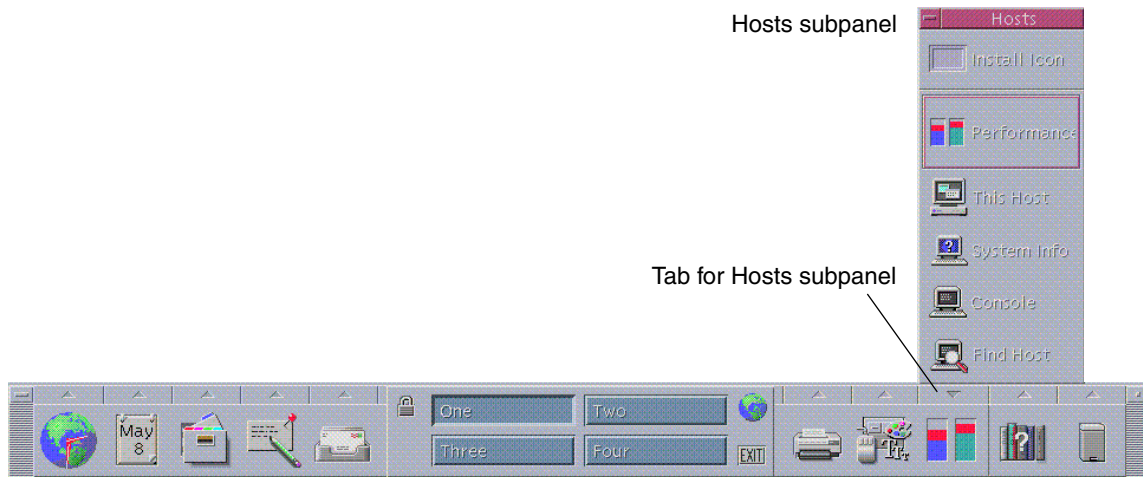 Hosts subpanel
Hosts
Install Icon
Performance
This Host
System Info
Tab for Hosts subpanel
Console
Find Host
One
Two
May
8
Three
Four
EXIT
?
?